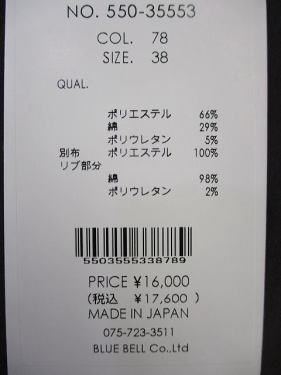 NO. 550-35553
COL. 78
SIZE. 38
QUAL.
ポリエステル 66%
綿 29%
ポリウレタン 5%
別布 ポリエステル 100%
リブ部分
綿 98%
ポリウレタン 2%
5503555338789
PRICE ¥16,000
(税込 ¥17,600 )
MADE IN JAPAN
075-723-3511
BLUE BELL Co.,Ltd